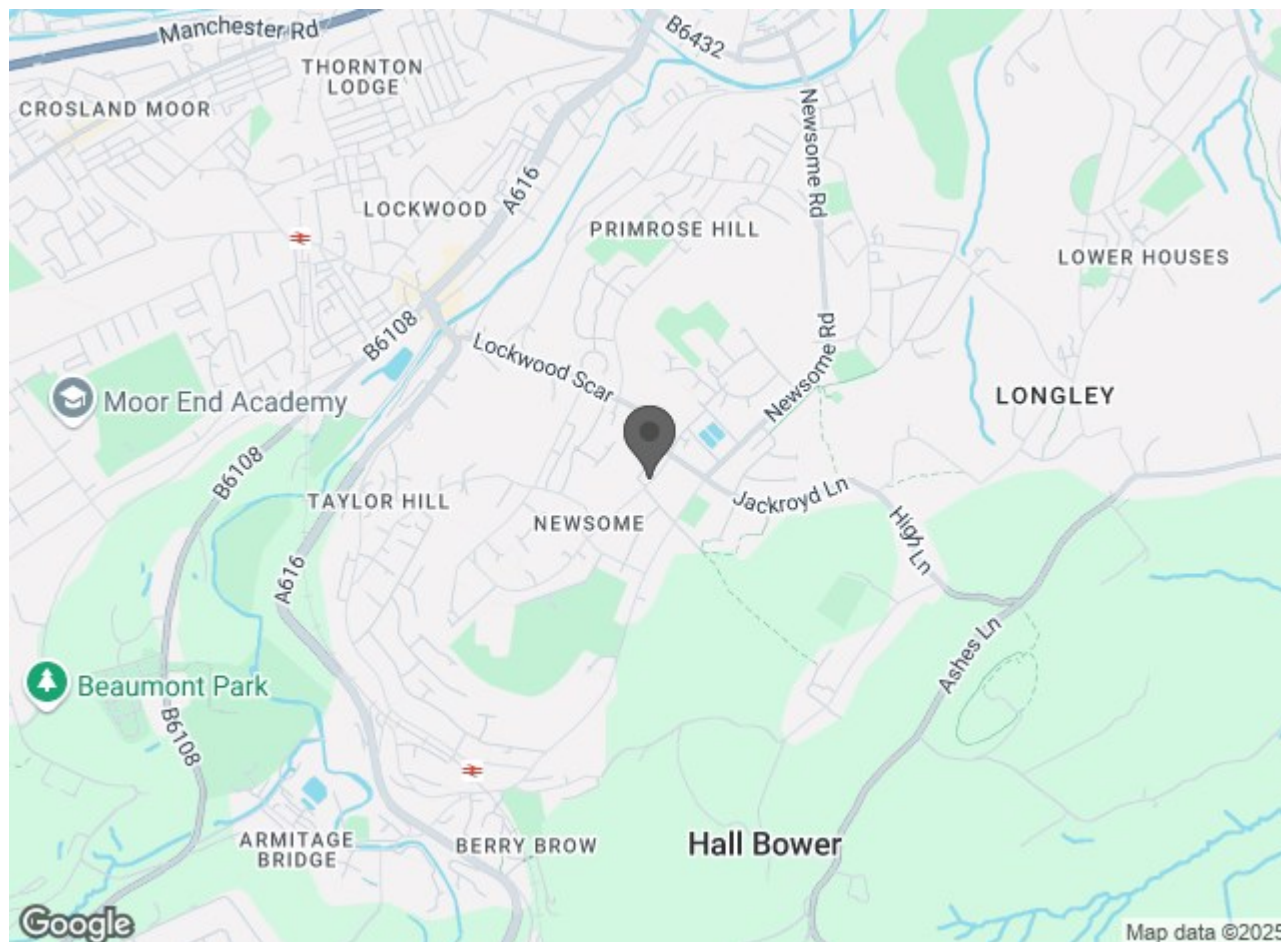 Manchester Rd
B6432
THORNTON
LODGE
CROSLAND MOOR
Newsome Rd
A616
LOCKWOOD
PRIMROSE HILL
LOWER HOUSES
B6108
Lockwood Scar
Newsome Rd
LONGLEY
Moor End Academy
B6108
TAYLOR HILL
Jackroyd Ln
NEWSOME
High Ln
A616
Ashes Ln
Beaumont Park
B6108
ARMITAGE
BRIDGE
BERRY BROW
Hall Bower
Google
Map data ©2025